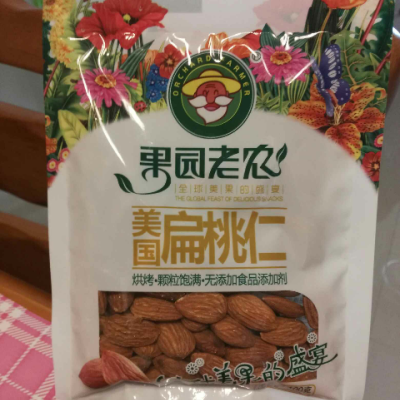 ORCHARD FARMER
果园老农
全球美果的盛宴
THE GLOBAL FEAST OF DELICIOUS SNACKS
美国扁桃仁
烘烤·颗粒饱满·无添加食品添加剂
美果的盛宴